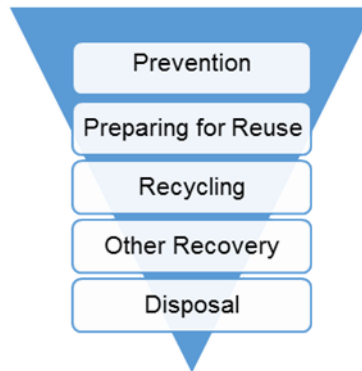 Prevention
Preparing for Reuse
Recycling
Other Recovery
Disposal